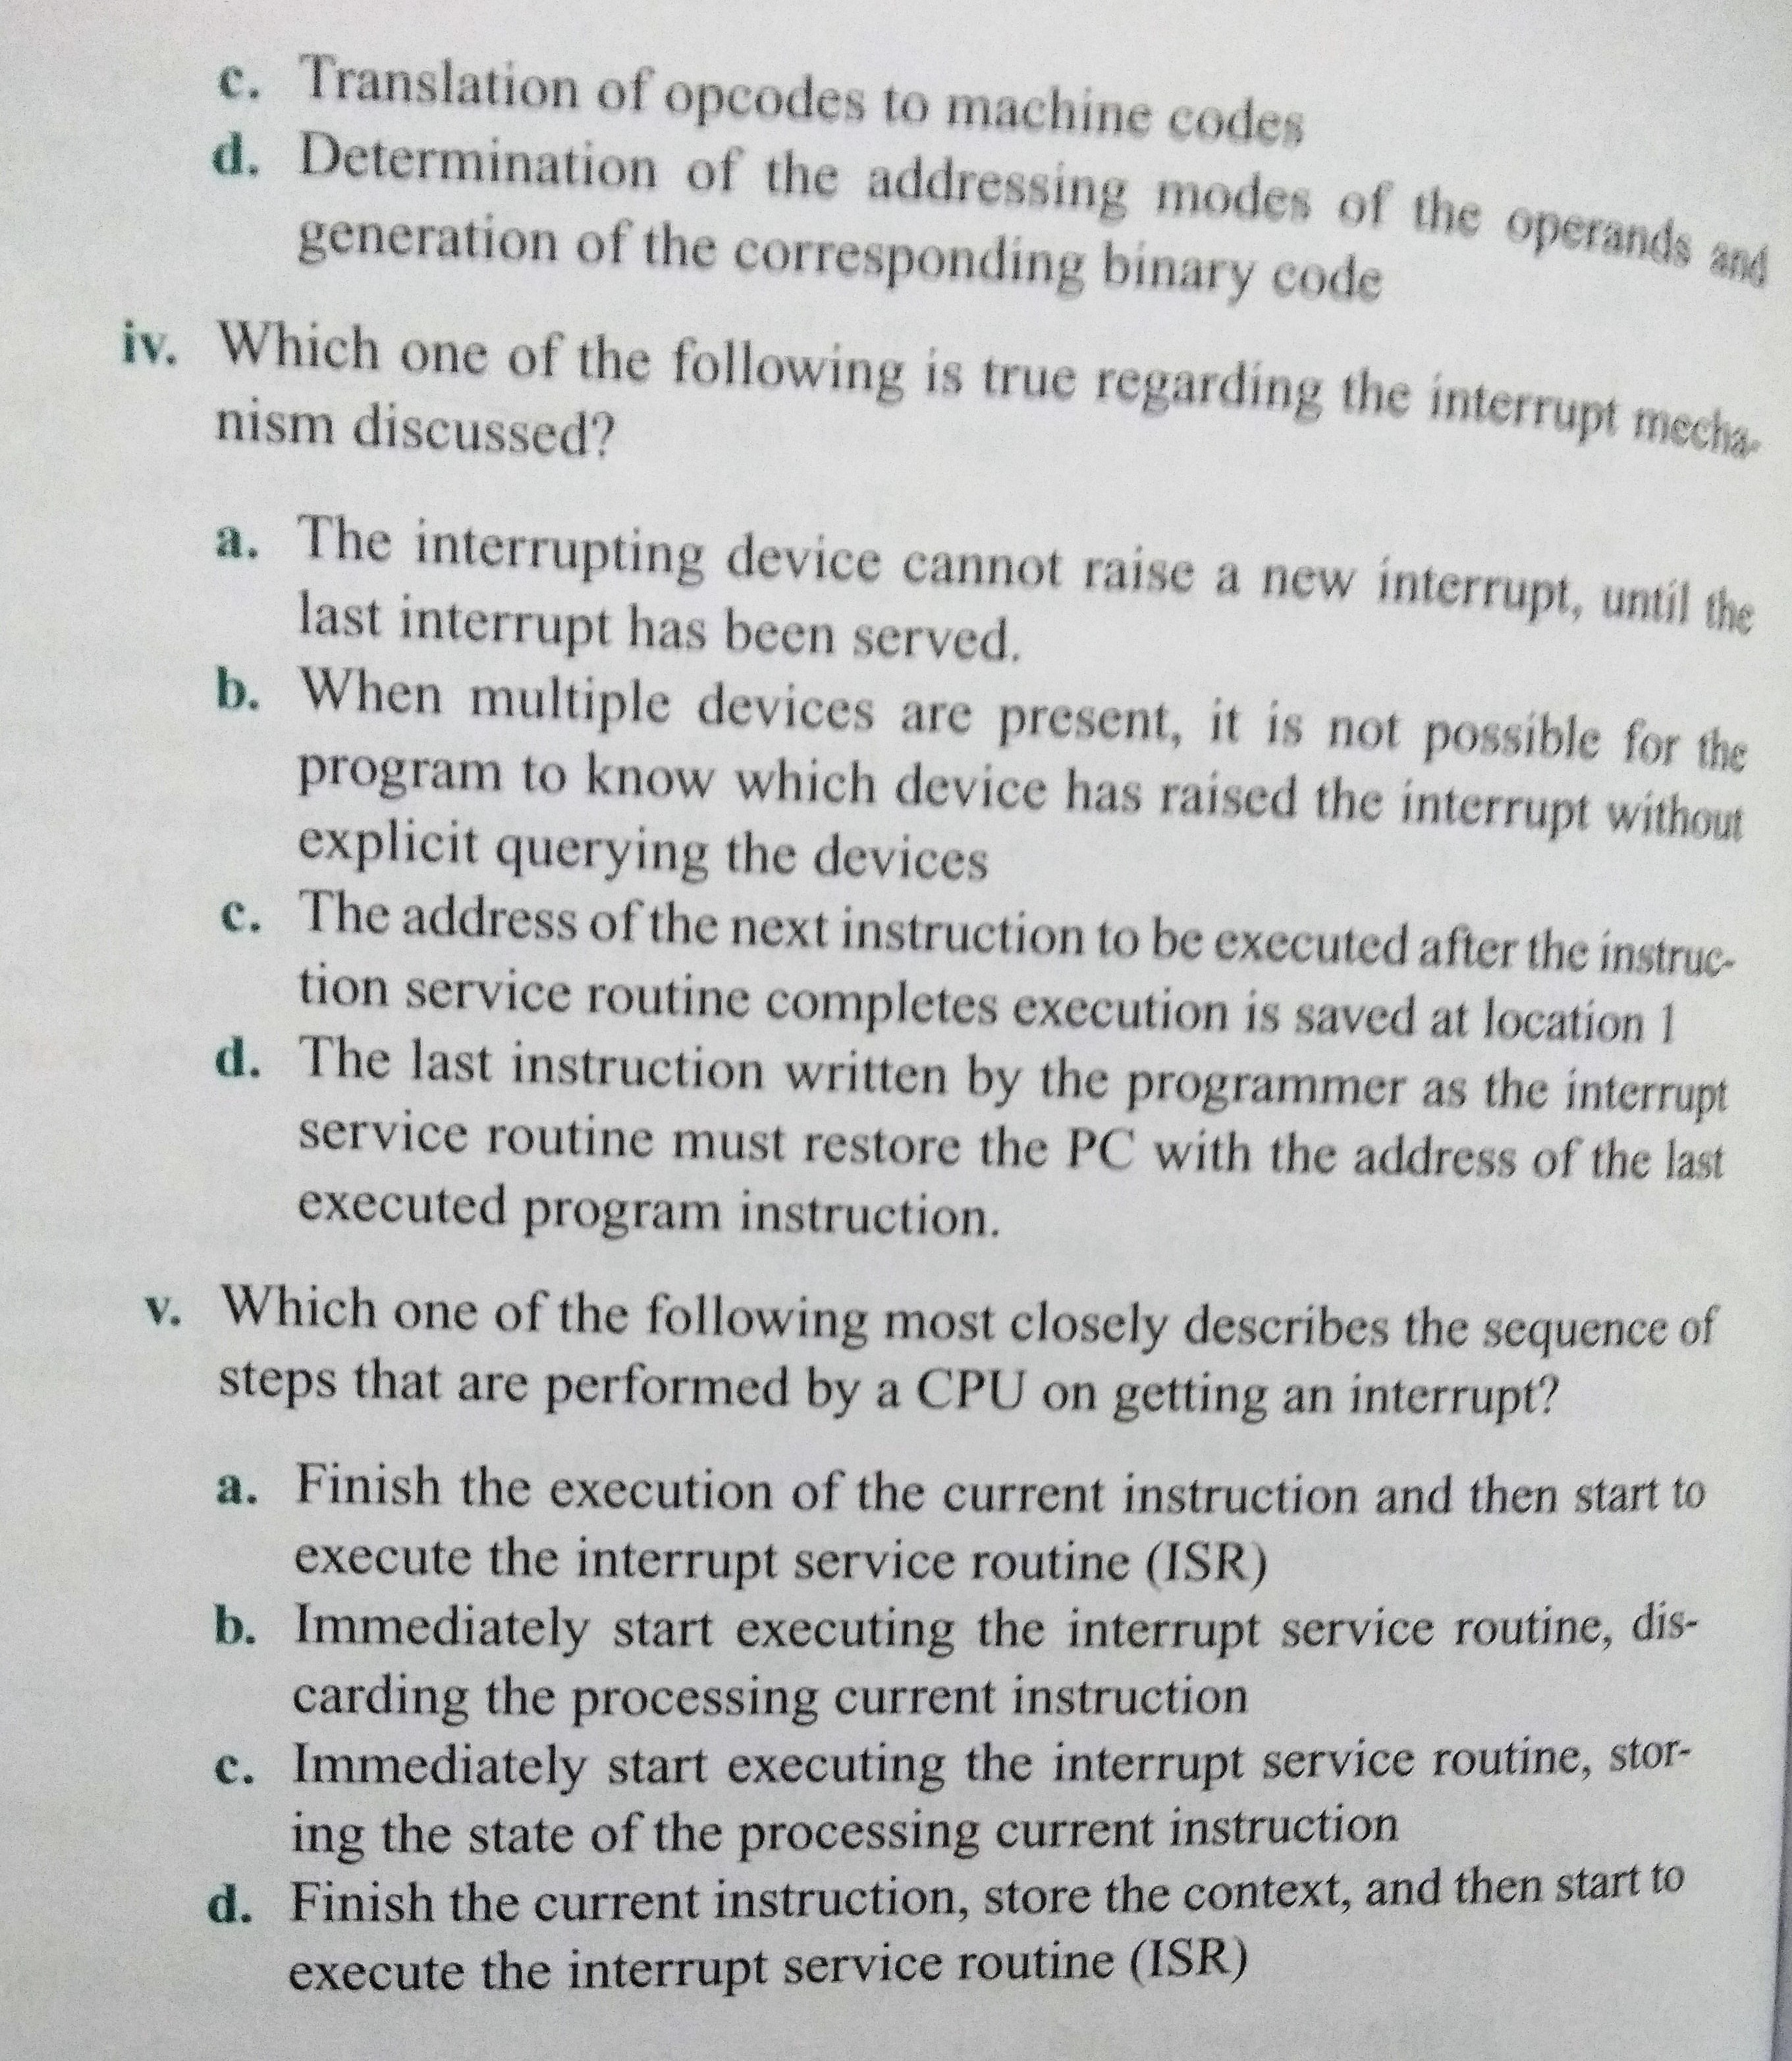 c. Translation of opcodes to machine codes
d. Determination of the addressing modes of the operands and
generation of the corresponding binary code
iv. Which one of the following is true regarding the interrupt mecha-
nism discussed?
a. The interrupting device cannot raise a new interrupt, until the
last interrupt has been served.
b. When multiple devices are present, it is not possible for the
program to know which device has raised the interrupt without
explicit querying the devices
c. The address of the next instruction to be executed after the instruc-
tion service routine completes execution is saved at location 1
d. The last instruction written by the programmer as the interrupt
service routine must restore the PC with the address of the last
executed program instruction.
v. Which one of the following most closely describes the sequence of
steps that are performed by a CPU on getting an interrupt?
a. Finish the execution of the current instruction and then start to
execute the interrupt service routine (ISR)
b. Immediately start executing the interrupt service routine, dis-
carding the processing current instruction
c. Immediately start executing the interrupt service routine, stor-
ing the state of the processing current instruction
d. Finish the current instruction, store the context, and then start to
execute the interrupt service routine (ISR)